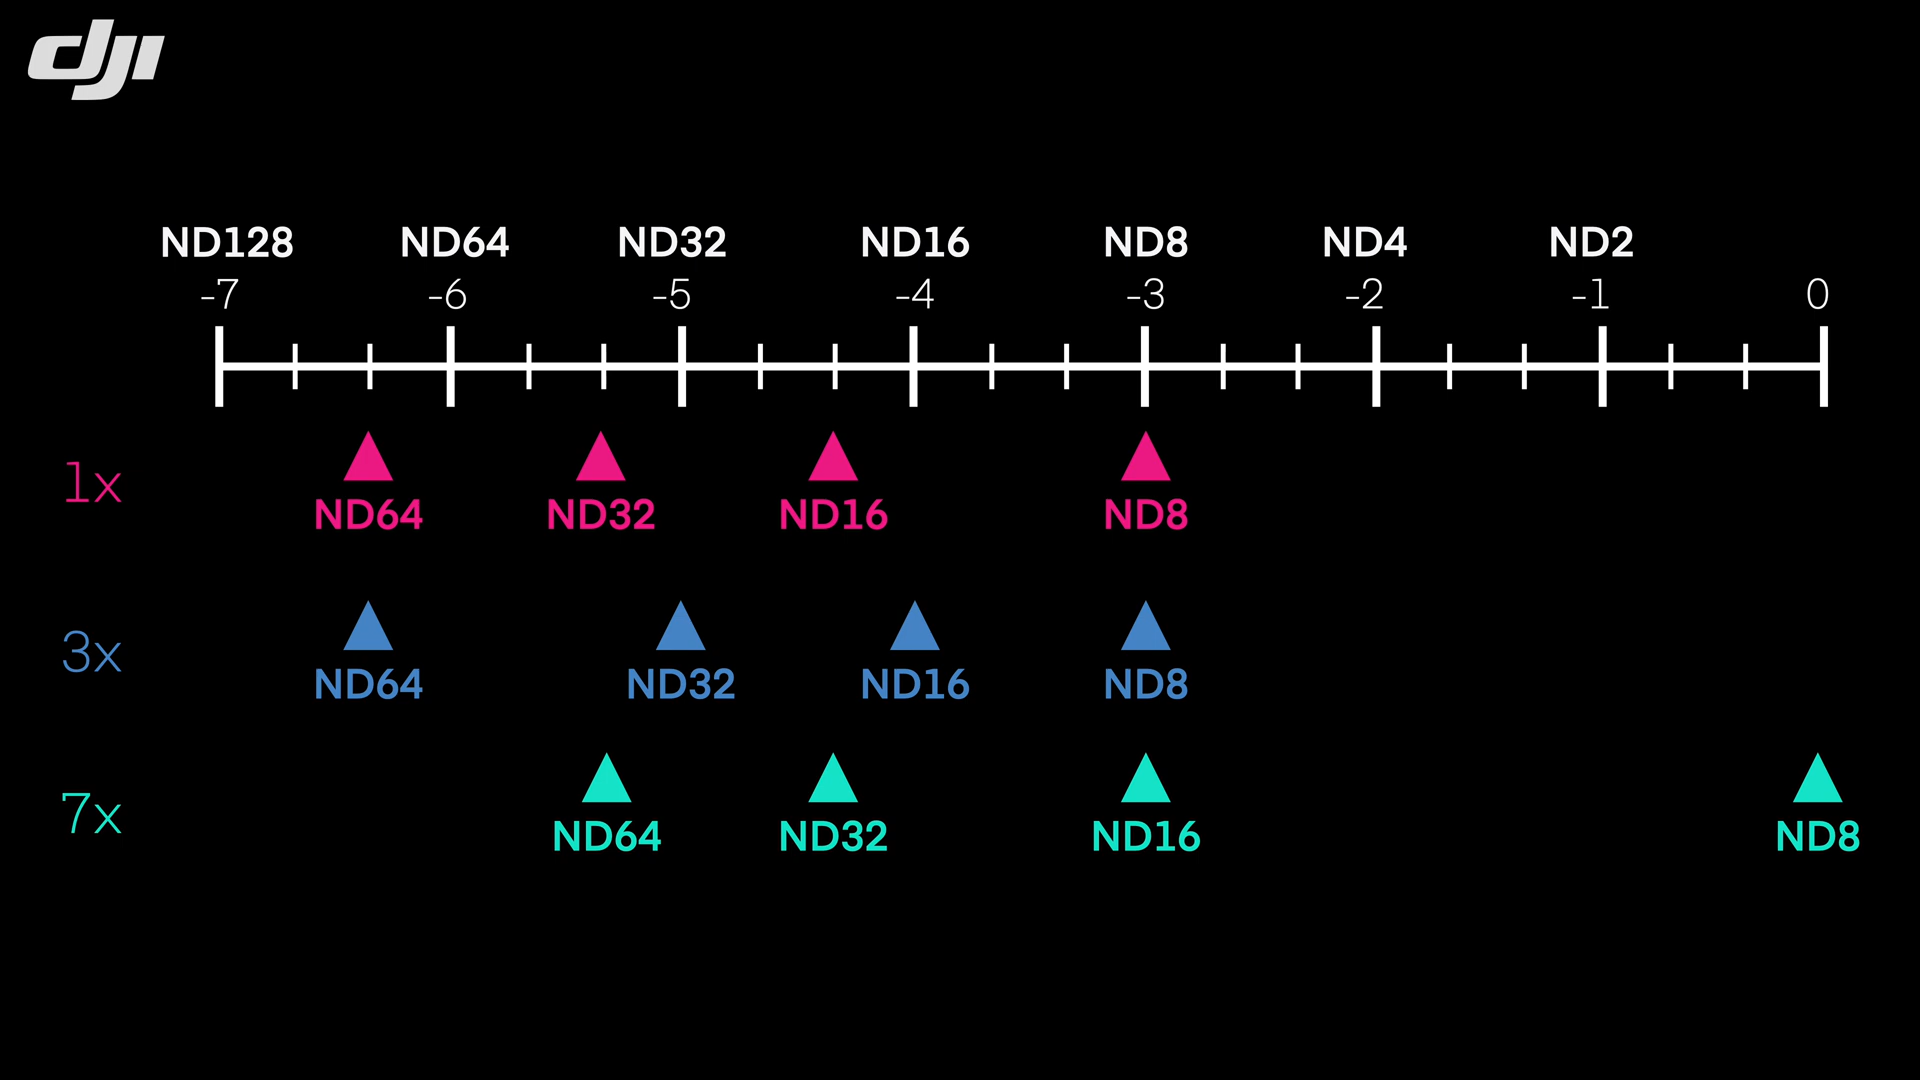 dji
ND128 ND64 ND32 ND16 ND8 ND4 ND2
-7 -6 -5 -4 -3 -2 -1 0
1x
ND64 ND32 ND16 ND8
3x
ND64 ND32 ND16 ND8
7x
ND64 ND32 ND16 ND8